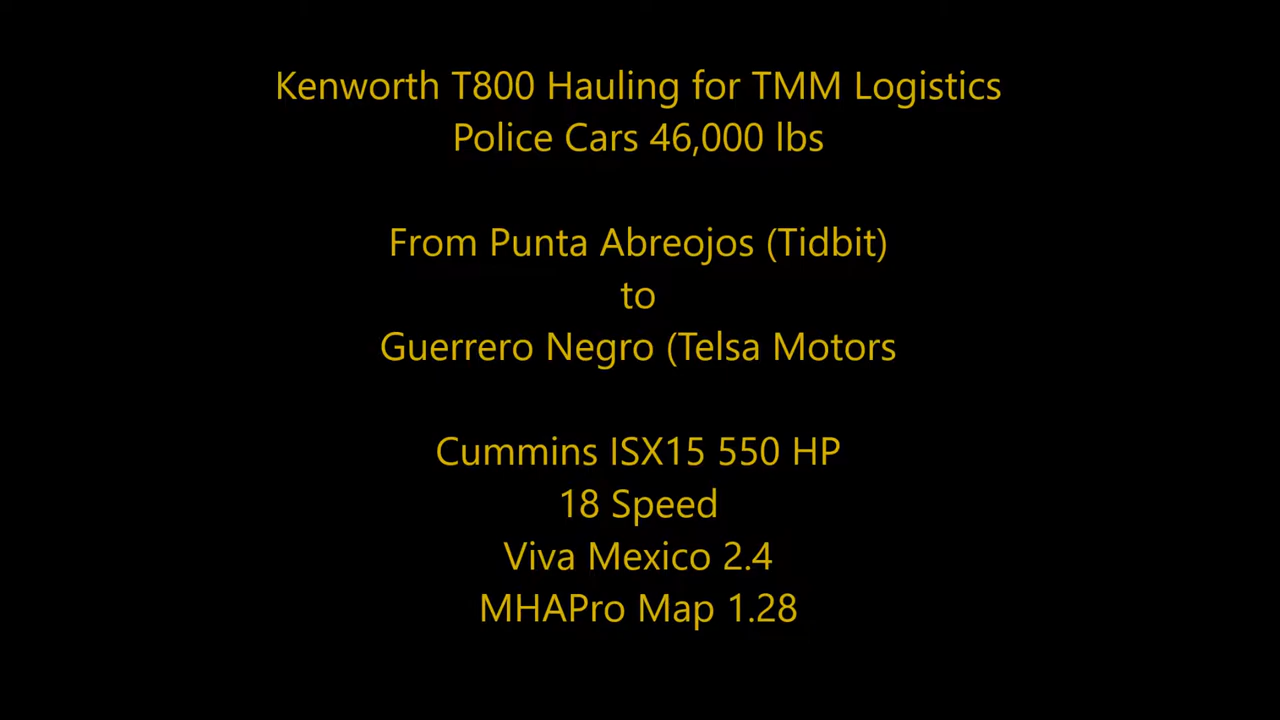 Kenworth T800 Hauling for TMM Logistics
Police Cars 46,000 lbs
From Punta Abreojos (Tidbit)
to
Guerrero Negro (Telsa Motors
Cummins ISX15 550 HP
18 Speed
Viva Mexico 2.4
MHAPro Map 1.28